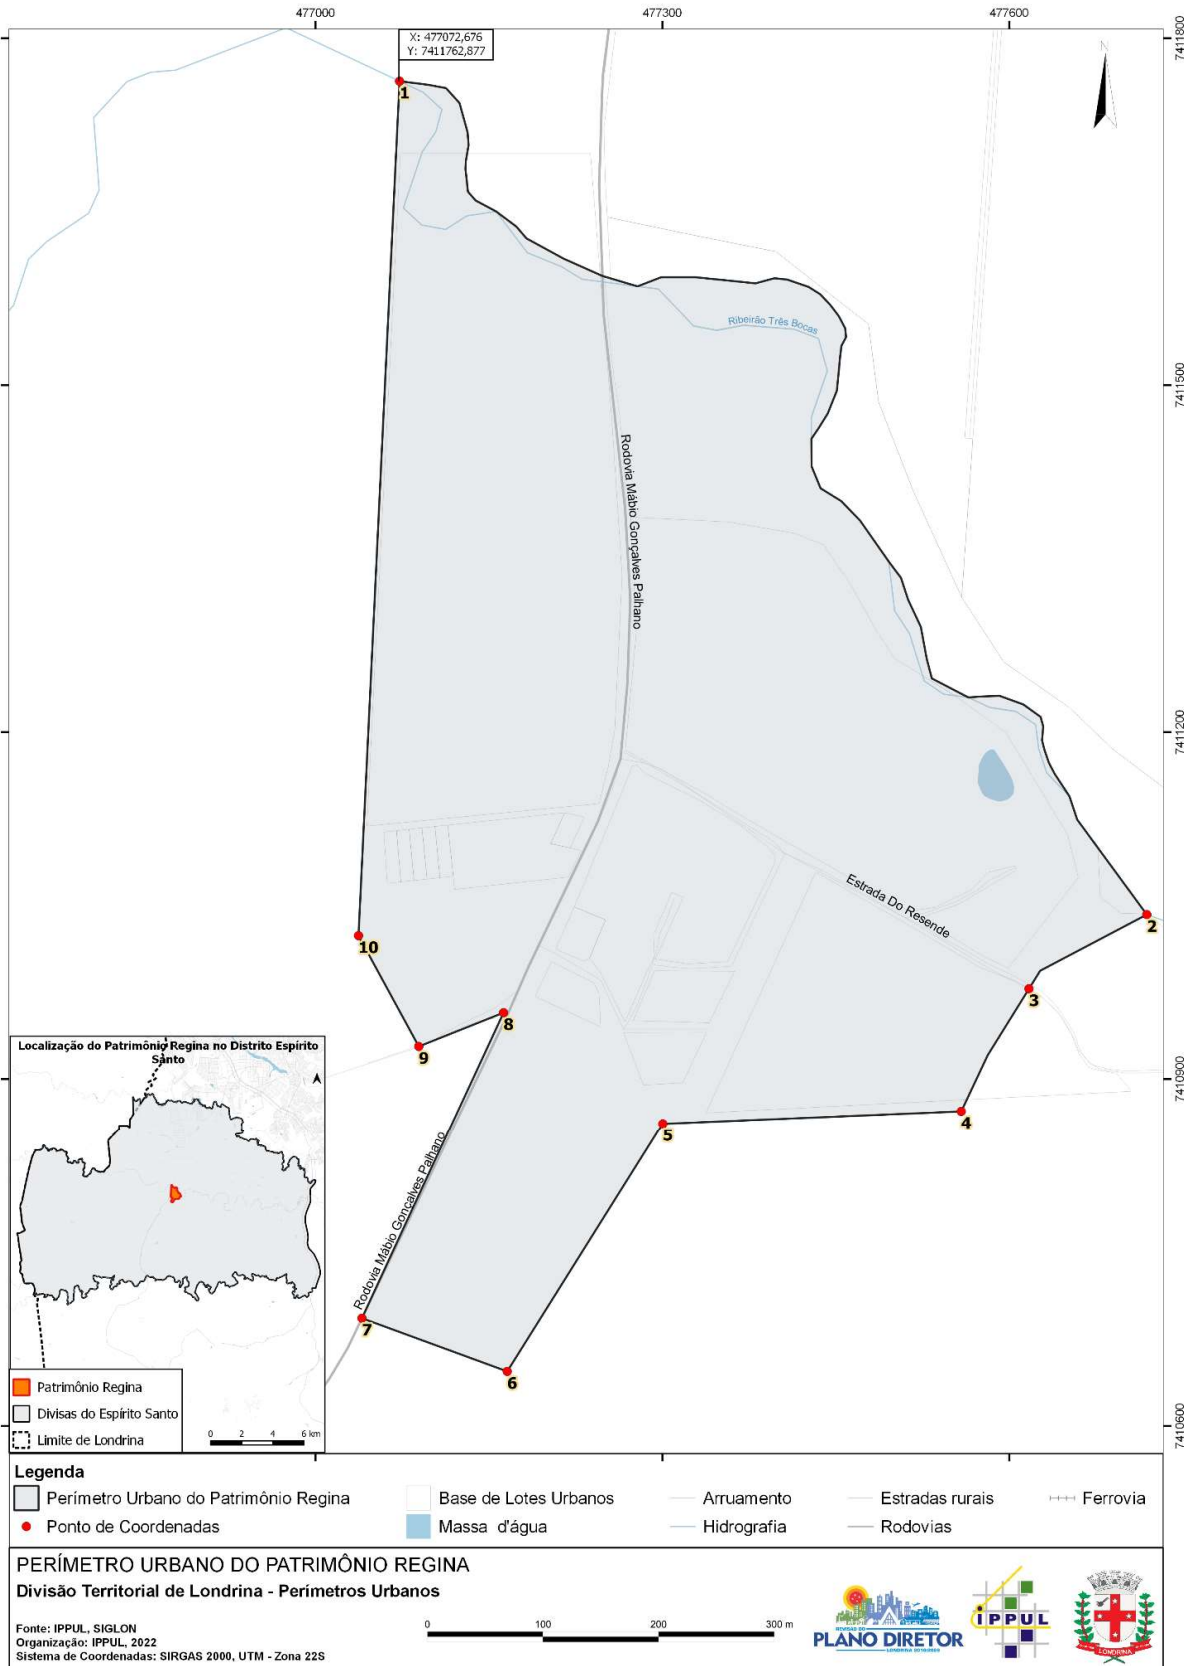 477000
477300
477600
X: 477072,676
Y: 7411762,877
7411800
N
1
Ribeirão Três Bocas
7411500
Rodovia Mábio Gonçalves Palhano
7411200
Estrada Do Resende
2
10
3
8
9
7410900
4
5
Rodovia Mábio Gonçalves Palhano
7
6
7410600
Localização do Patrimônio Regina no Distrito Espírito
Santo
Patrimônio Regina
Divisas do Espírito Santo
Limite de Londrina
0 2 4 6 km
Legenda
Perímetro Urbano do Patrimônio Regina
Base de Lotes Urbanos
Arruamento
Estradas rurais
Ferrovia
Ponto de Coordenadas
Massa d'água
Hidrografia
Rodovias
PERÍMETRO URBANO DO PATRIMÔNIO REGINA
Divisão Territorial de Londrina - Perímetros Urbanos
Fonte: IPPUL, SIGLON
Organização: IPPUL, 2022
Sistema de Coordenadas: SIRGAS 2000, UTM - Zona 22S
0 100 200 300 m
REVISÃO DO
PLANO DIRETOR
IPPUL
LONDRINA